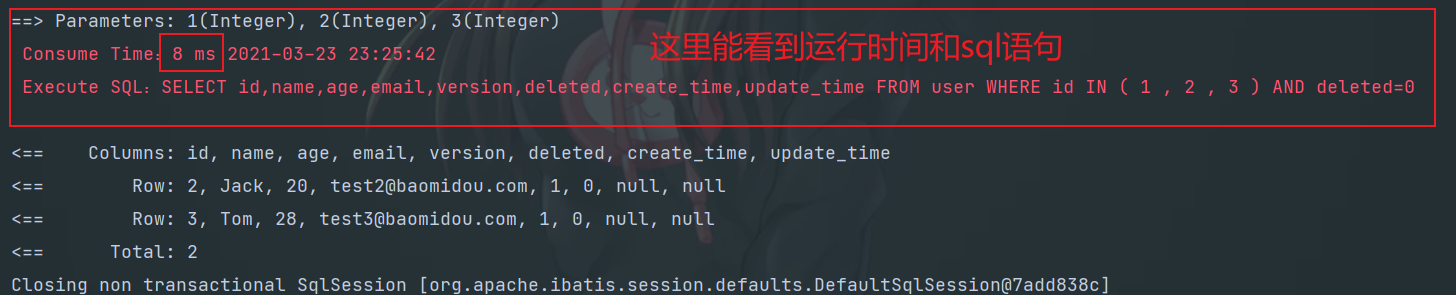 ==> Parameters: 1(Integer), 2(Integer), 3(Integer)
Consume Time：8 ms 2021-03-23 23:25:42
这里能看到运行时间和sql语句
Execute SQL：SELECT id,name,age,email,version,deleted,create_time,update_time FROM user WHERE id IN ( 1 , 2 , 3 ) AND deleted=0
<==    Columns: id, name, age, email, version, deleted, create_time, update_time
<==        Row: 2, Jack, 20, test2@baomidou.com, 1, 0, null, null
<==        Row: 3, Tom, 28, test3@baomidou.com, 1, 0, null, null
<==      Total: 2
Closing non transactional SqlSession [org.apache.ibatis.session.defaults.DefaultSqlSession@7add838c]